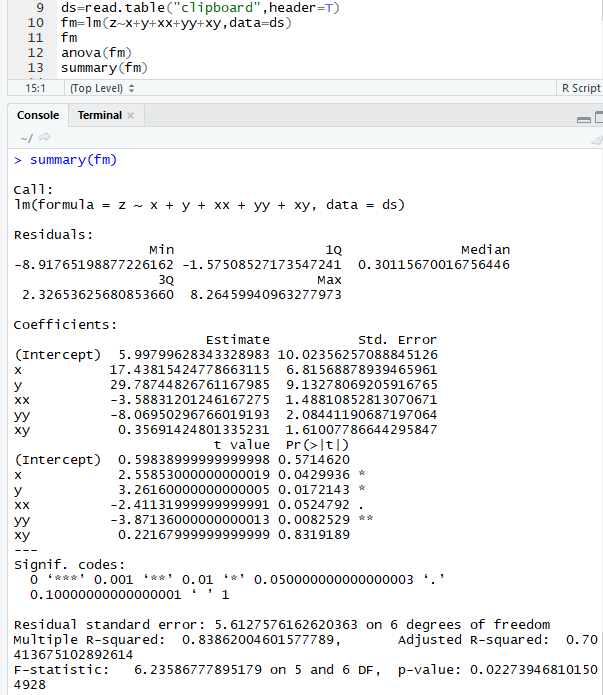 9 ds=read.table("clipboard",header=T)
10 fm=lm(z~x+y+xx+yy+xy,data=ds)
11 fm
12 anova(fm)
13 summary(fm)
15:1 (Top Level) R Script
Console Terminal ×
~/
> summary(fm)
Call:
lm(formula = z ~ x + y + xx + yy + xy, data = ds)
Residuals:
Min 1Q Median
-8.91765198877226162 -1.57508527173547241 0.30115670016756446
3Q Max
2.32653625680853660 8.26459940963277973
Coefficients:
Estimate Std. Error
(Intercept) 5.99799628343328983 10.02356257088845126
x 17.43815424778663115 6.81568878939465961
y 29.78744826761167985 9.13278069205916765
xx -3.58831201246167275 1.48810852813070671
yy -8.06950296766019193 2.08441190687197064
xy 0.35691424801335231 1.61007786644295847
t value Pr(>|t|)
(Intercept) 0.59838999999999998 0.5714620
x 2.55853000000000019 0.0429936 *
y 3.26160000000000005 0.0172143 *
xx -2.41131999999999991 0.0524792 .
yy -3.87136000000000013 0.0082529 **
xy 0.22167999999999999 0.8319189
---
Signif. codes:
0 ‘***’ 0.001 ‘**’ 0.01 ‘*’ 0.050000000000000003 ‘.’
0.10000000000000001 ‘ ’ 1
Residual standard error: 5.6127576162620363 on 6 degrees of freedom
Multiple R-squared: 0.83862004601577789, Adjusted R-squared: 0.70
413675102892614
F-statistic: 6.23586777895179 on 5 and 6 DF, p-value: 0.02273946810150
4928